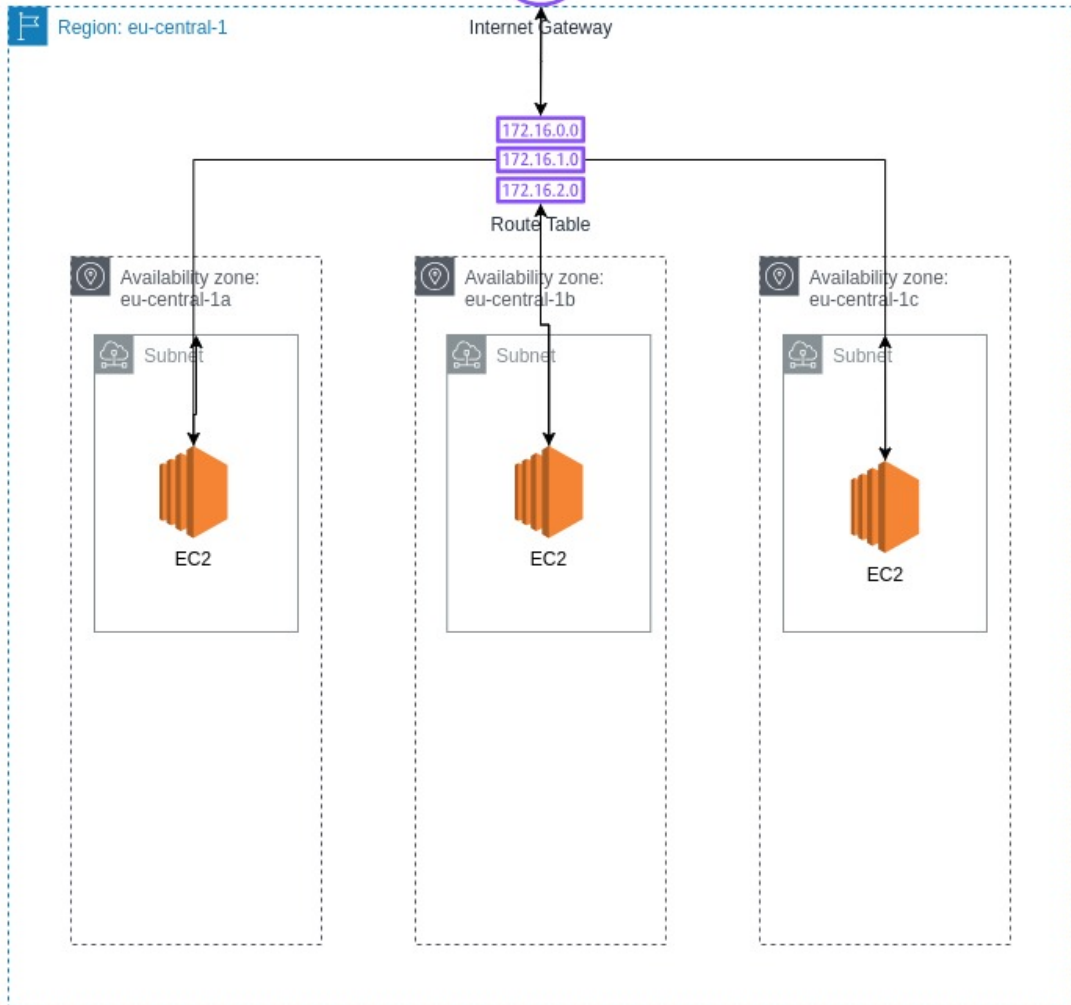 Region: eu-central-1
Internet Gateway
172.16.0.0
172.16.1.0
172.16.2.0
Route Table
Availability zone:
eu-central-1a
Availability zone:
eu-central-1b
Availability zone:
eu-central-1c
Subnet
Subnet
Subnet
EC2
EC2
EC2